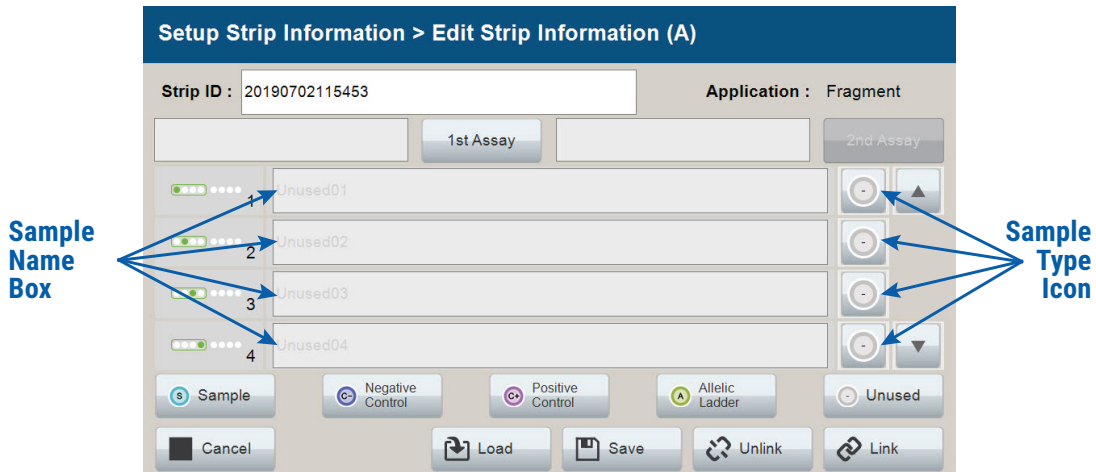 Setup Strip Information > Edit Strip Information (A)
Strip ID : 20190702115453 Application : Fragment
1st Assay 2nd Assay
1 Unused01 -
2 Unused02 -
3 Unused03 -
4 Unused04 -
Sample
Name
Box
Sample
Type
Icon
S Sample
C- Negative
Control
C+ Positive
Control
A Allelic
Ladder
- Unused
Cancel Load Save Unlink Link